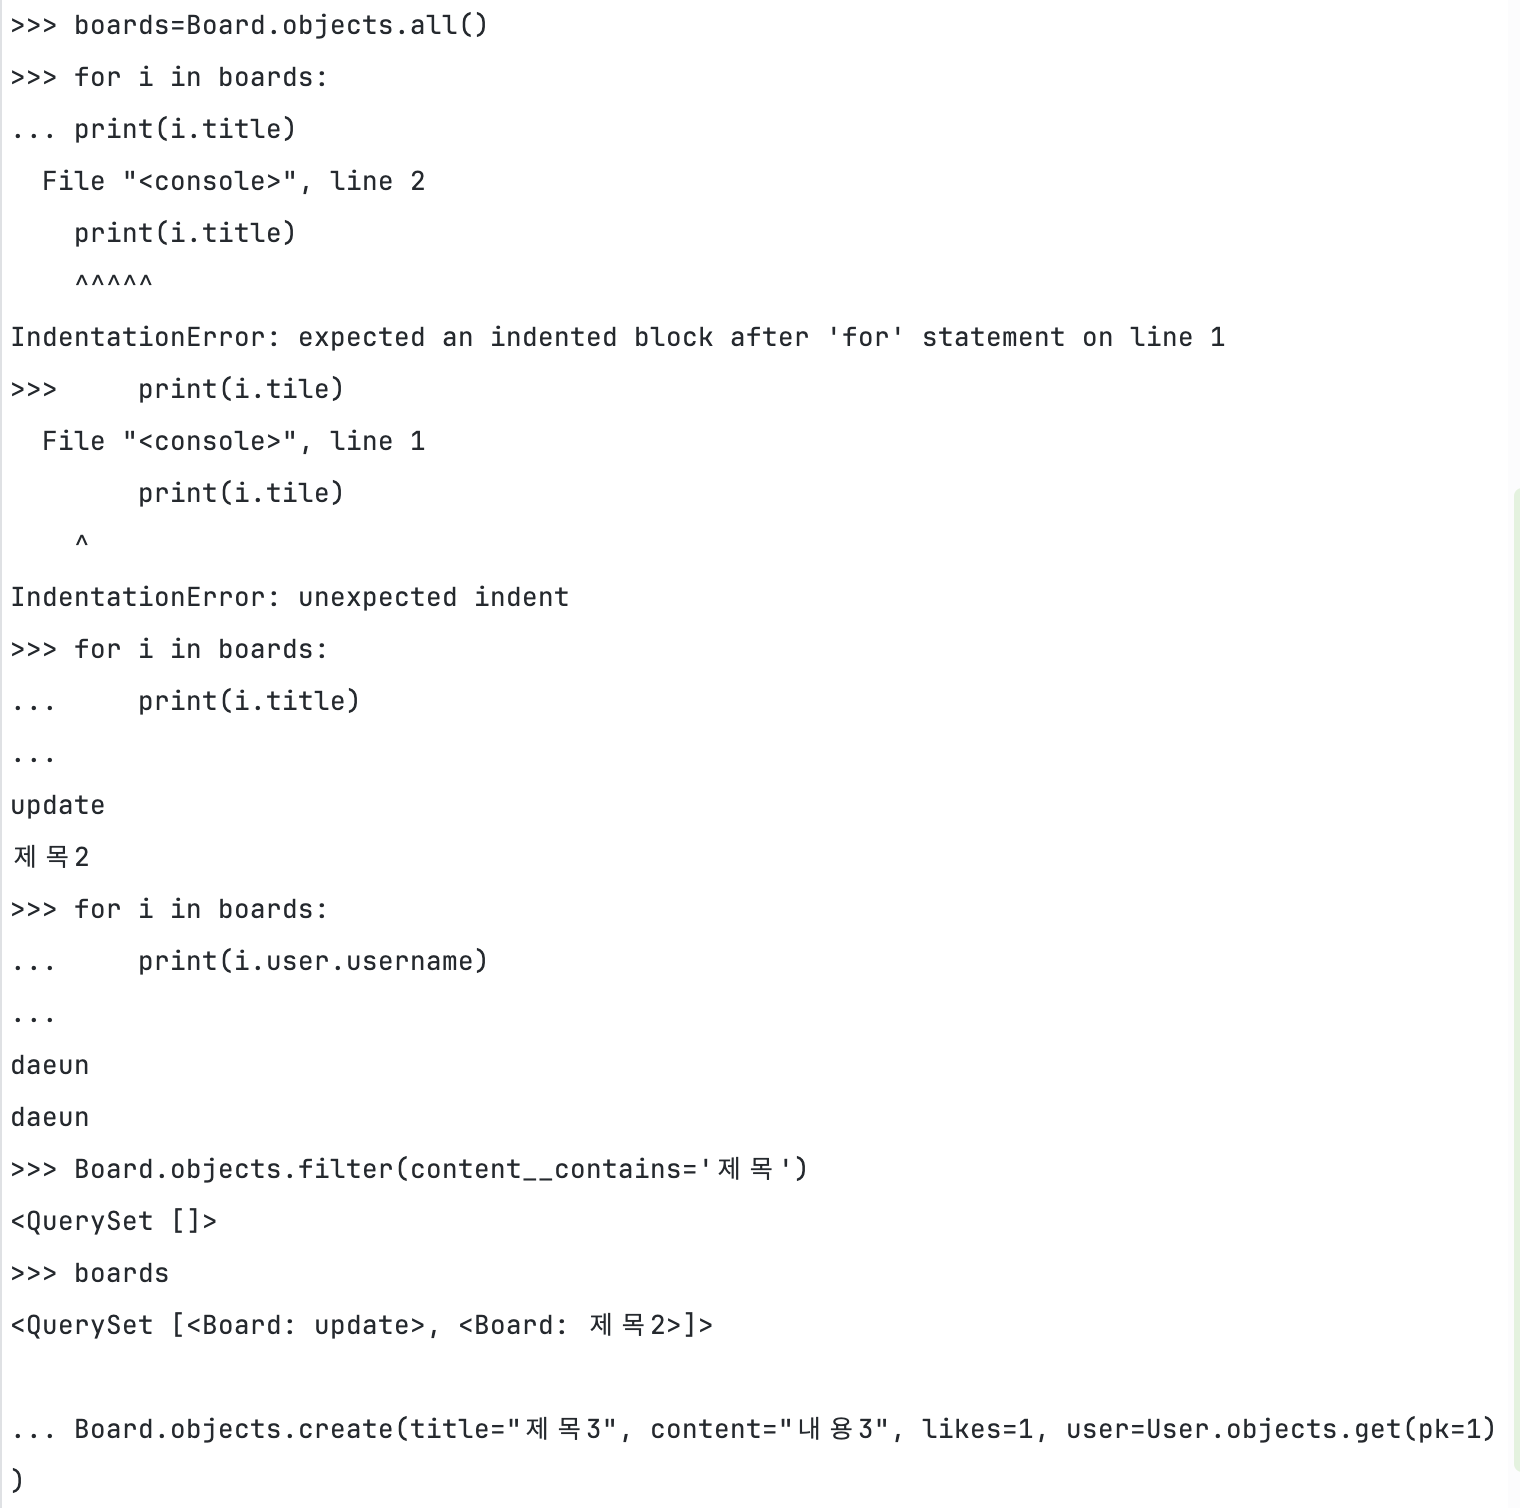 >>> boards=Board.objects.all()
>>> for i in boards:
... print(i.title)
  File "<console>", line 2
    print(i.title)
    ^^^^^
IndentationError: expected an indented block after 'for' statement on line 1
>>>     print(i.tile)
  File "<console>", line 1
        print(i.tile)
    ^
IndentationError: unexpected indent
>>> for i in boards:
...     print(i.title)
...
update
제목2
>>> for i in boards:
...     print(i.user.username)
...
daeun
daeun
>>> Board.objects.filter(content__contains='제목')
<QuerySet []>
>>> boards
<QuerySet [<Board: update>, <Board: 제목2>]>
... Board.objects.create(title="제목3", content="내용3", likes=1, user=User.objects.get(pk=1)
)